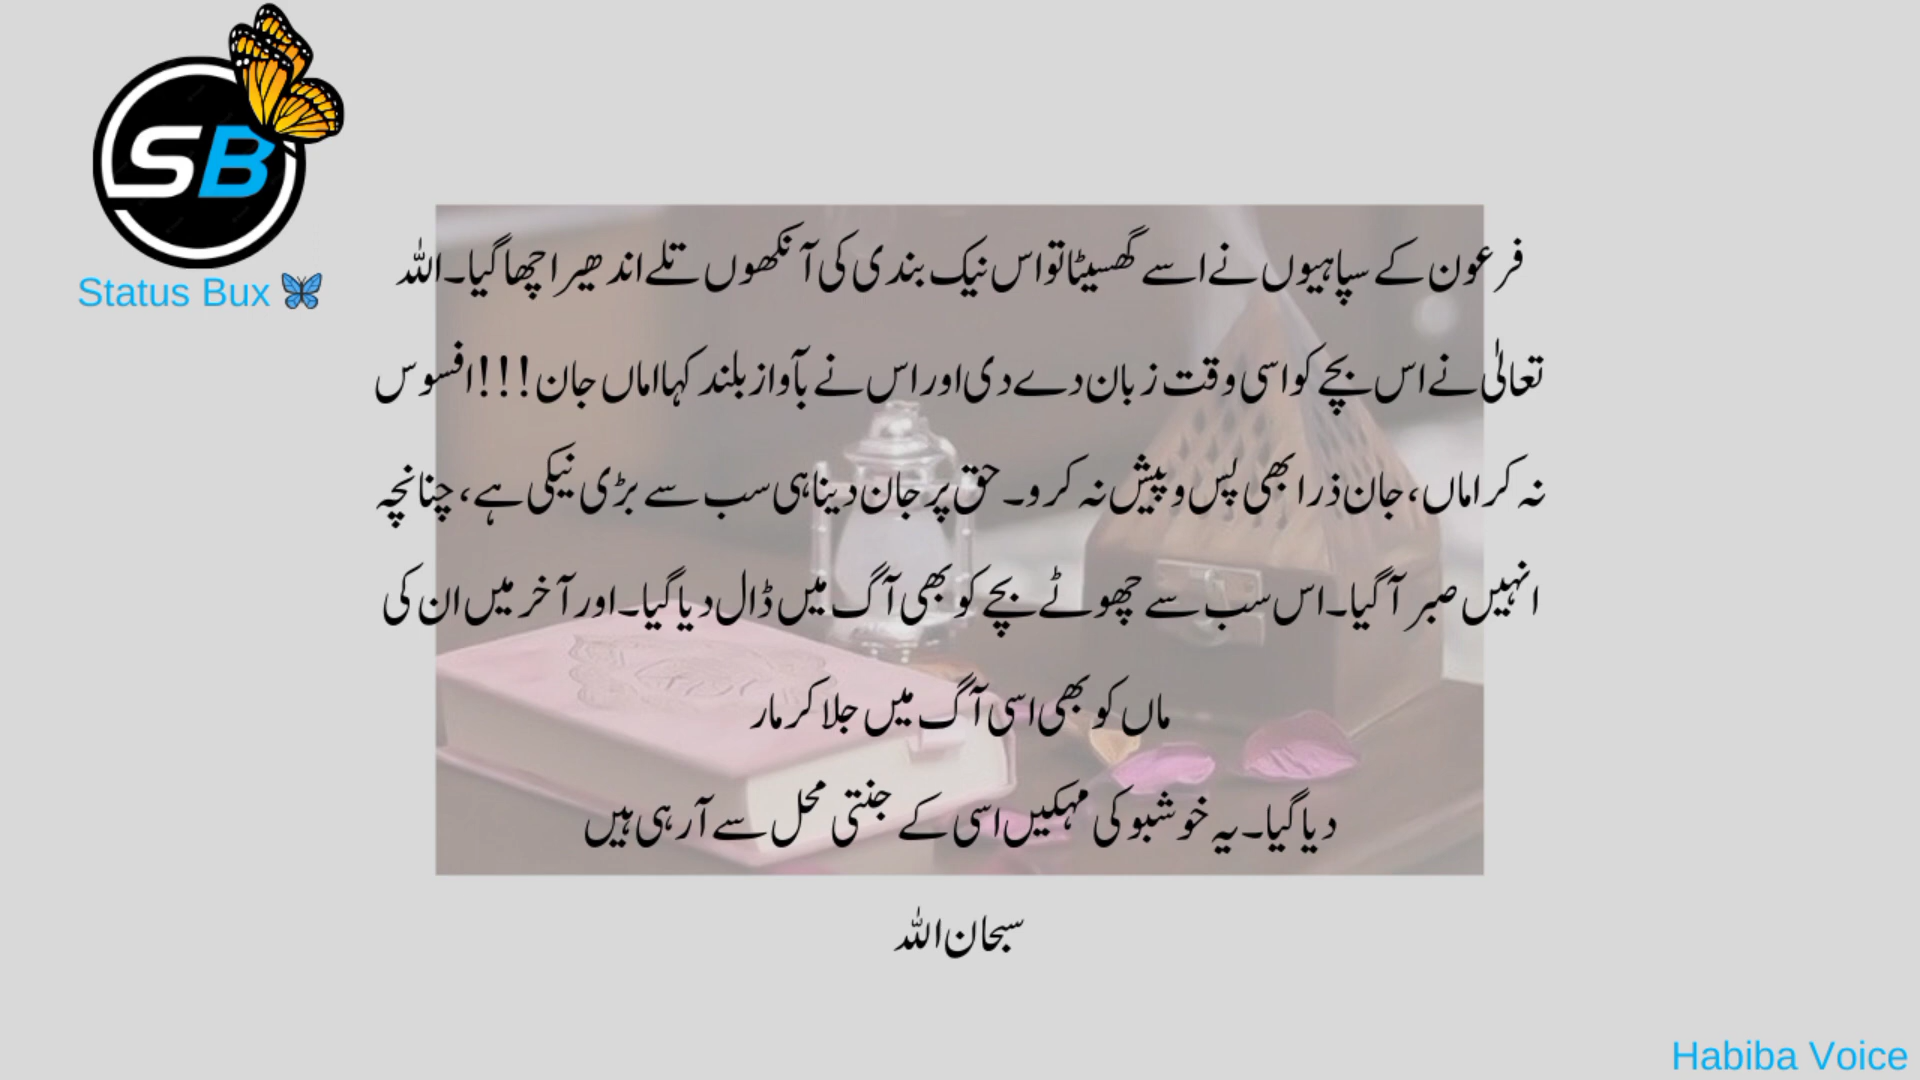 SB
Status Bux
فرعون کے سپاہیوں نے اسے گھسیٹا تو اس نیک بندی کی آنکھوں تلے اندھیرا چھا گیا۔ اللہ
تعالیٰ نے اس بچے کو اسی وقت زبان دے دی اور اس نے بآواز بلند کہا اماں جان!!! افسوس
نہ کر اماں، جان ذرا بھی پس و پیش نہ کرو۔ حق پر جان دینا ہی سب سے بڑی نیکی ہے، چنانچہ
انہیں صبر آگیا۔ اس سب سے چھوٹے بچے کو بھی آگ میں ڈال دیا گیا۔ اور آخر میں ان کی
ماں کو بھی اسی آگ میں جلا کر مار
دیا گیا۔ یہ خوشبو کی مہکیں اسی کے جنتی محل سے آرہی ہیں
سبحان اللہ
Habiba Voice